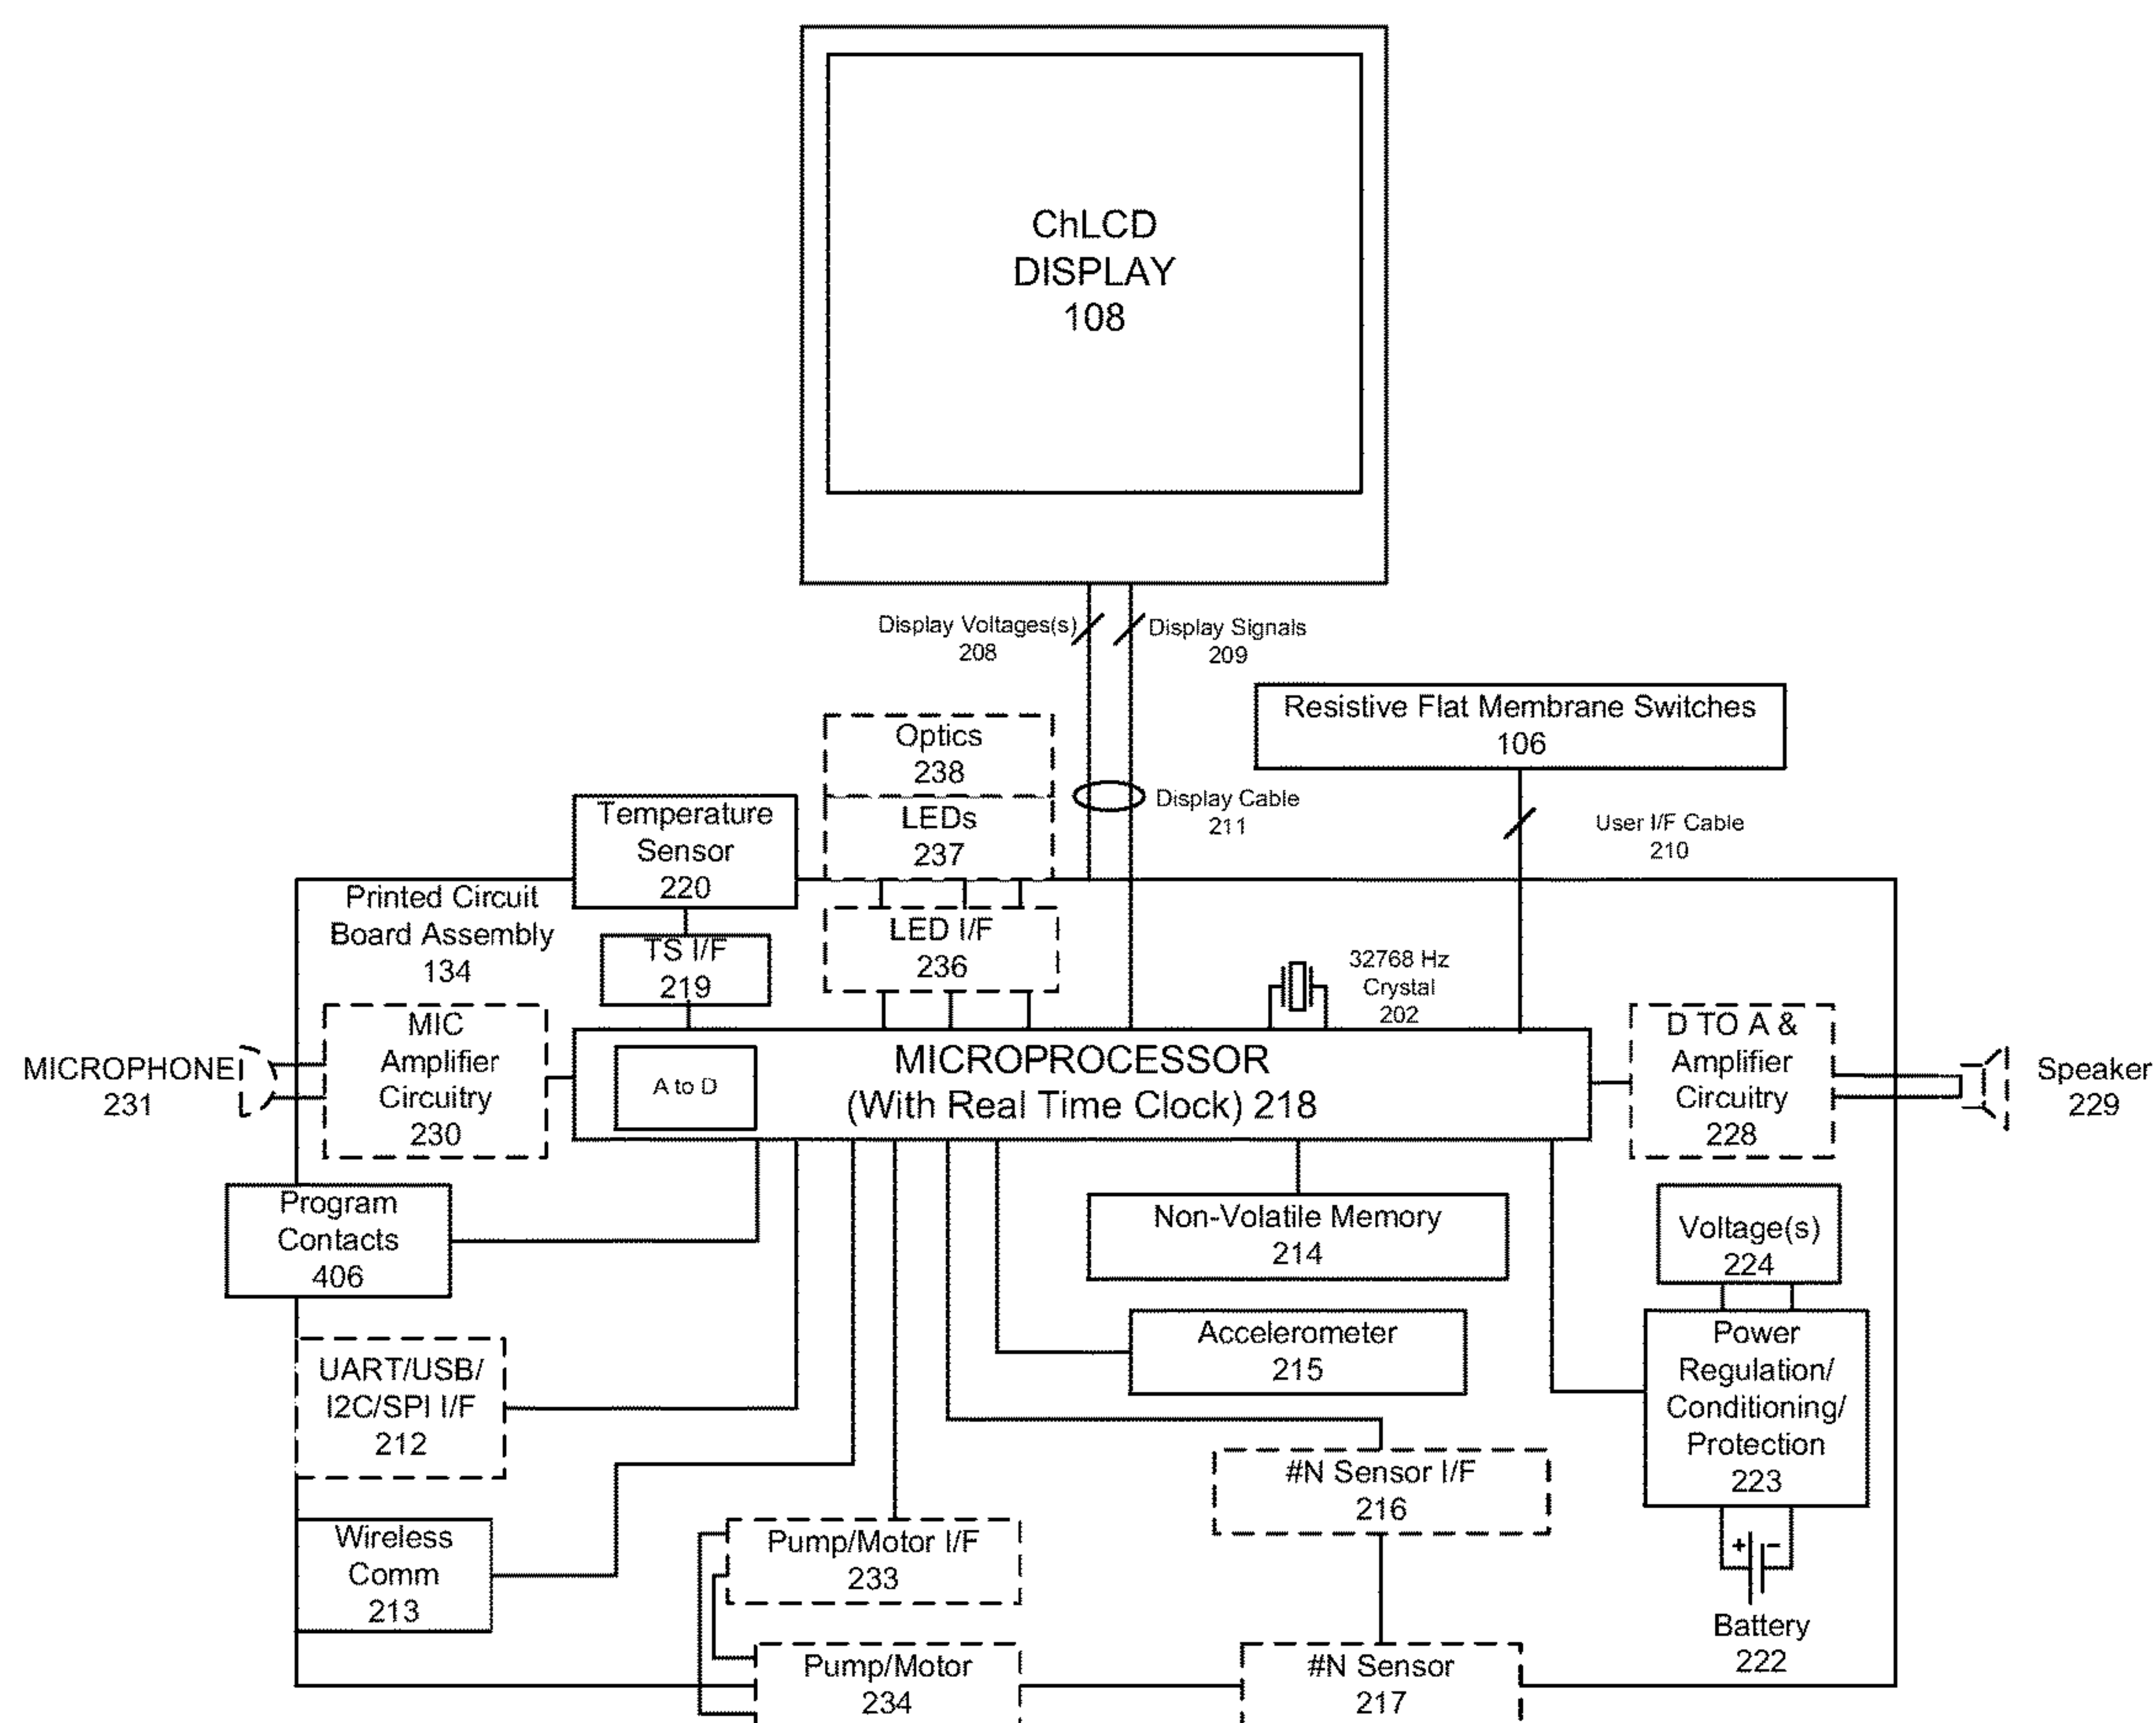 ChLCD
DISPLAY
108
Display Voltages(s)
208
Display Signals
209
Resistive Flat Membrane Switches
106
Optics
238
LEDs
237
Display Cable
211
User I/F Cable
210
Temperature
Sensor
220
Printed Circuit
Board Assembly
134
TS I/F
219
LED I/F
236
32768 Hz
Crystal
202
MICROPHONE
231
MIC
Amplifier
Circuitry
230
A to D
MICROPROCESSOR
(With Real Time Clock) 218
D TO A &
Amplifier
Circuitry
228
Speaker
229
Program
Contacts
406
Non-Volatile Memory
214
Voltage(s)
224
Accelerometer
215
Power
Regulation/
Conditioning/
Protection
223
UART/USB/
I2C/SPI I/F
212
#N Sensor I/F
216
Wireless
Comm
213
Pump/Motor I/F
233
+ −
Battery
222
Pump/Motor
234
#N Sensor
217